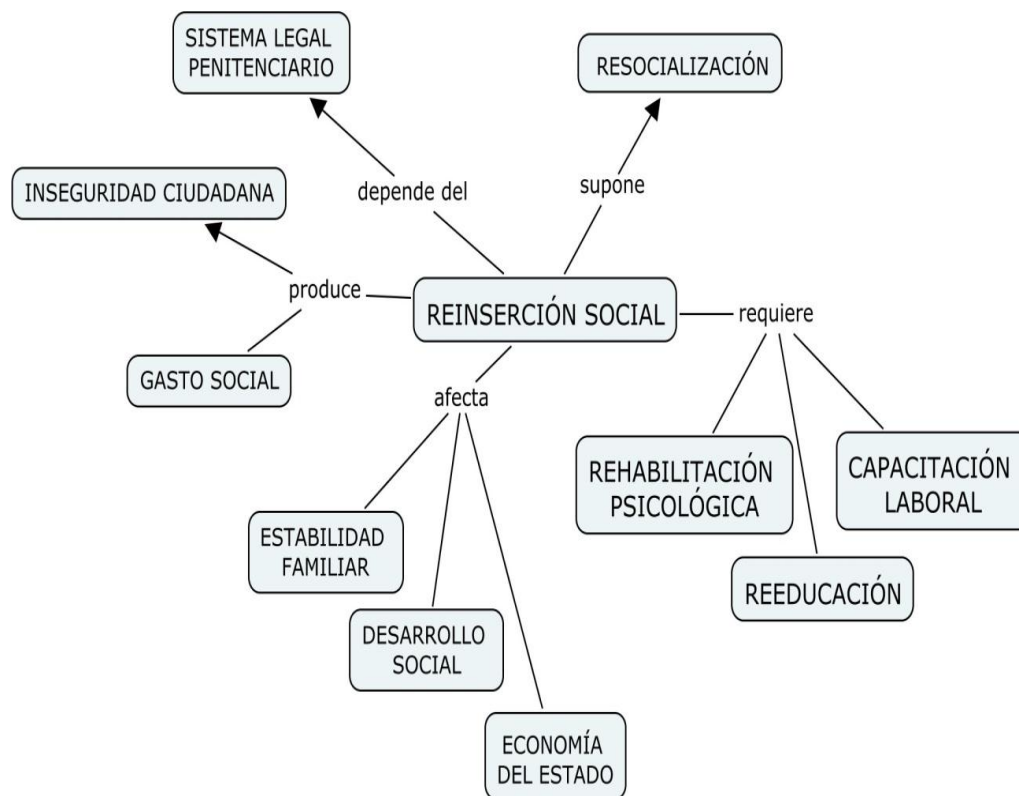 SISTEMA LEGAL
PENITENCIARIO
RESOCIALIZACIÓN
INSEGURIDAD CIUDADANA
depende del
supone
produce
REINSERCIÓN SOCIAL
requiere
GASTO SOCIAL
afecta
REHABILITACIÓN
PSICOLÓGICA
CAPACITACIÓN
LABORAL
ESTABILIDAD
FAMILIAR
REEDUCACIÓN
DESARROLLO
SOCIAL
ECONOMÍA
DEL ESTADO